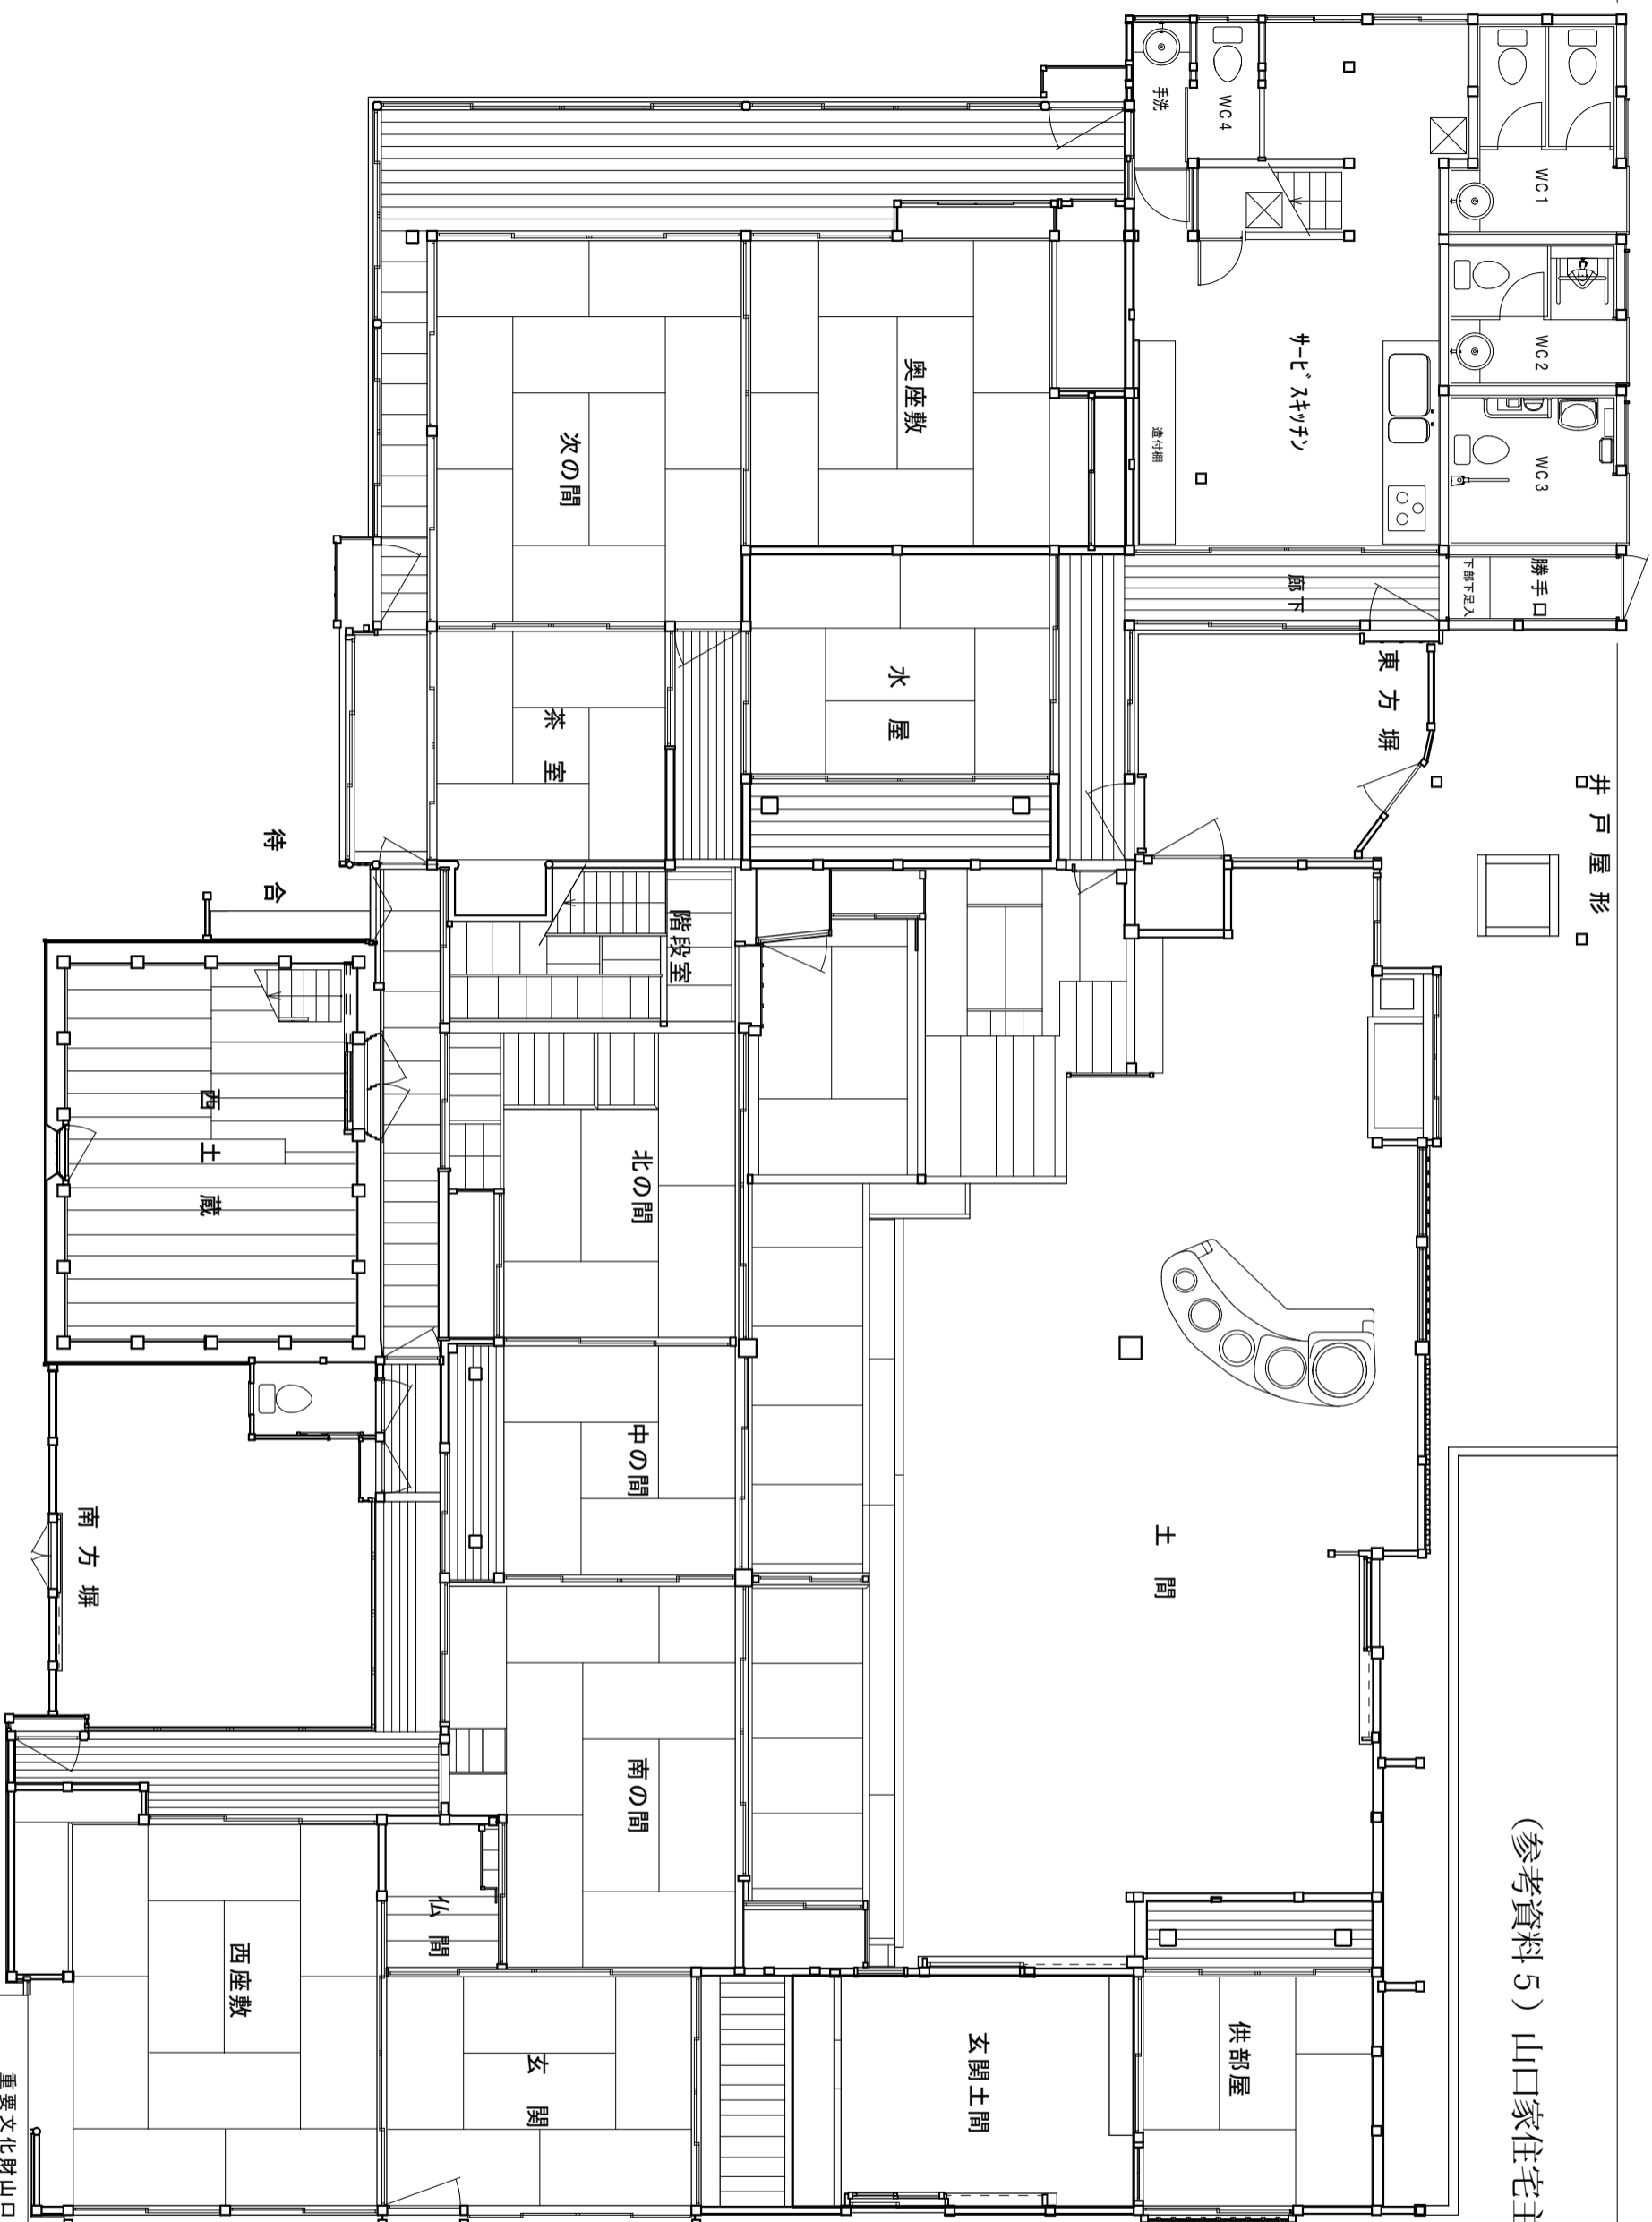 （参考資料５）山口家住宅主
WC1
WC2
WC3
WC4
手洗
サービスキッチン
造付棚
勝手口
下部下足入
廊下
東方塀
井戸屋形
奥座敷
次の間
水屋
茶室
待合
階段室
西土蔵
北の間
中の間
土間
南方塀
南の間
仏間
西座敷
玄関
玄関土間
供部屋
重要文化財山口